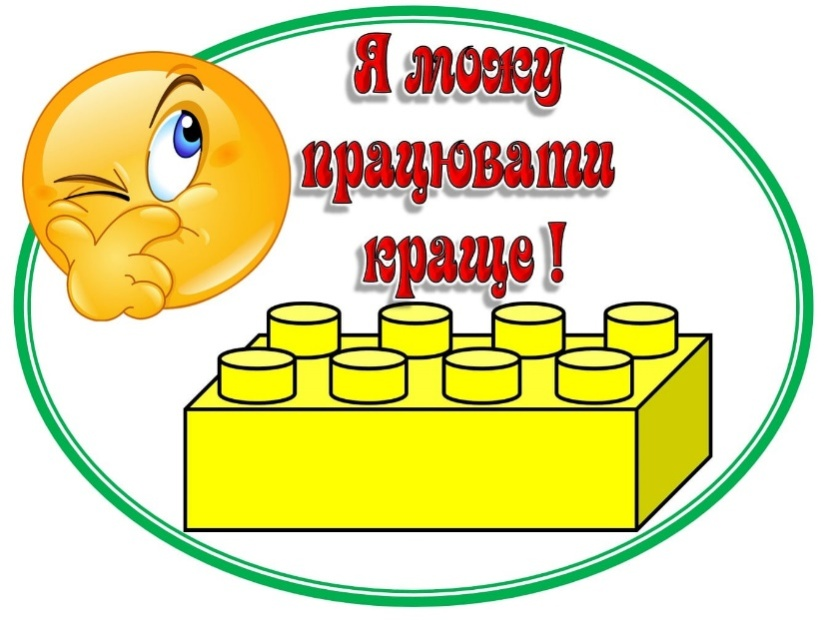 Я можу
працювати
краще !